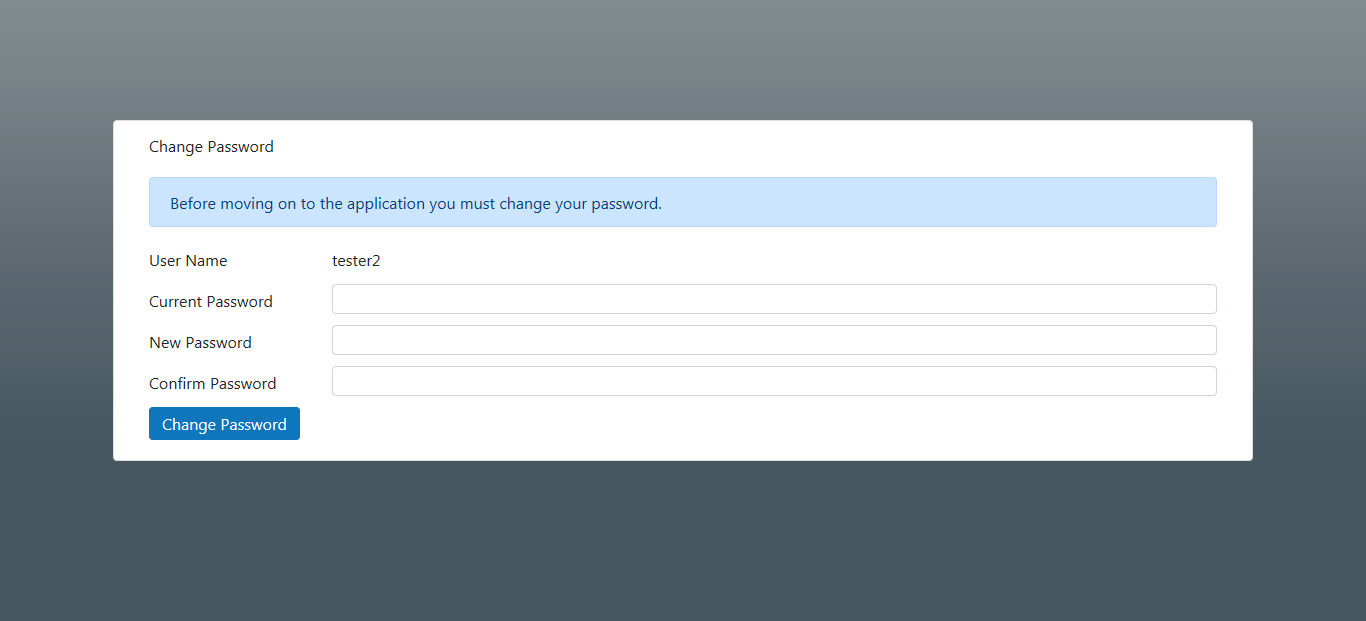 Change Password
Before moving on to the application you must change your password.
User Name tester2
Current Password
New Password
Confirm Password
Change Password